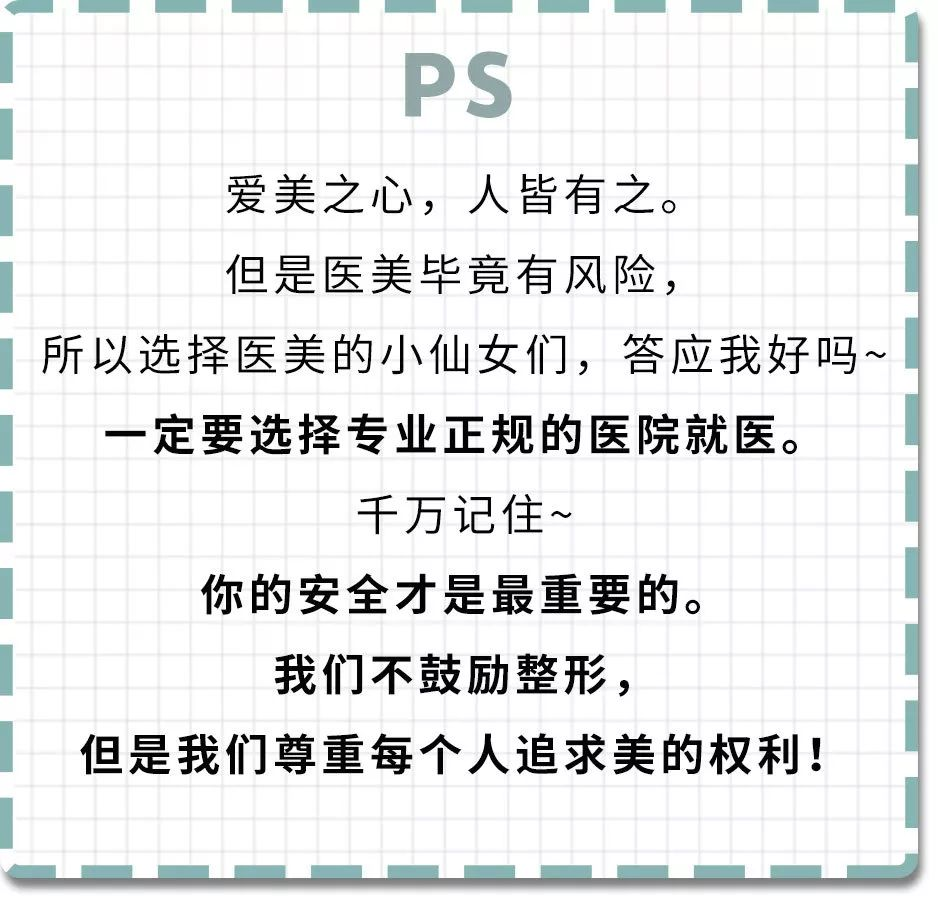 PS
爱美之心，人皆有之。
但是医美毕竟有风险，
所以选择医美的小仙女们，答应我好吗~
一定要选择专业正规的医院就医。
千万记住~
你的安全才是最重要的。
我们不鼓励整形，
但是我们尊重每个人追求美的权利！